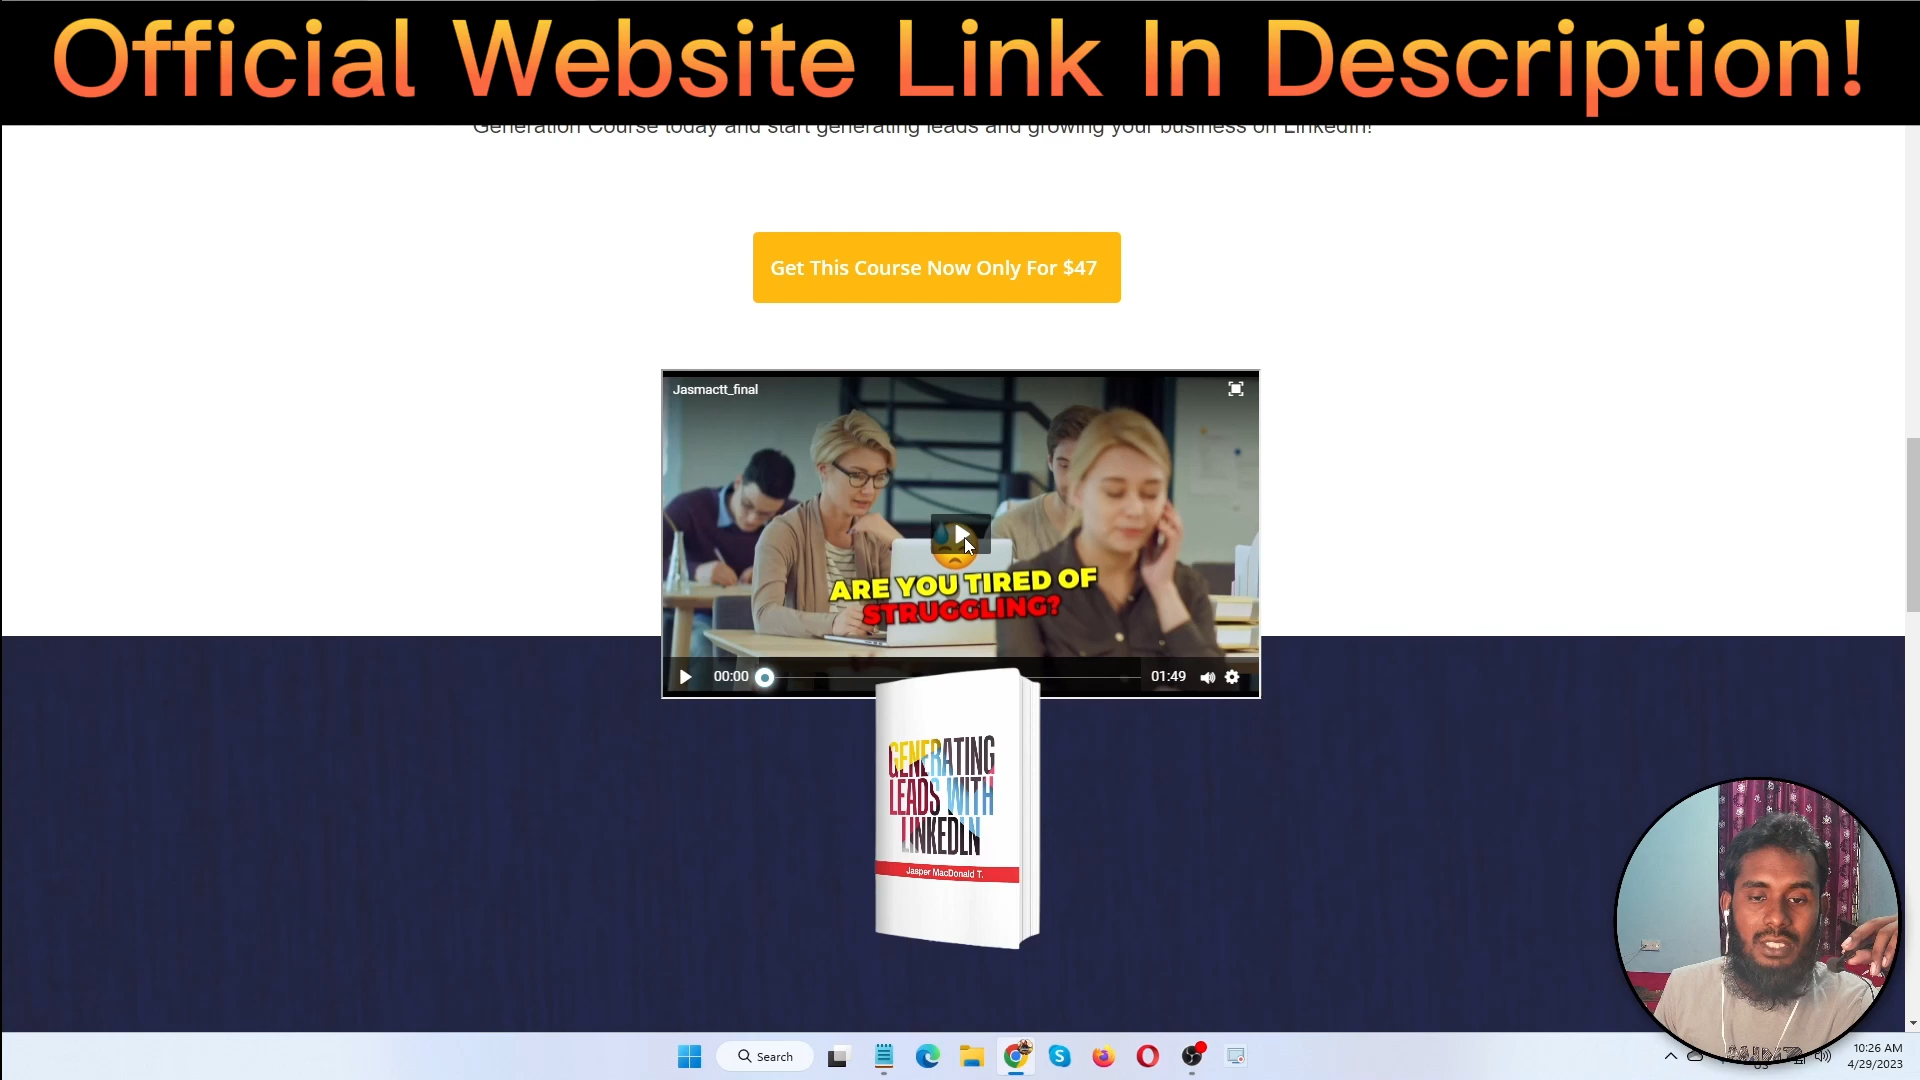 Official Website Link In Description!
Generation Course today and start generating leads and growing your business on LinkedIn!
Get This Course Now Only For $47
Jasmactt_final
ARE YOU TIRED OF
STRUGGLING?
00:00
01:49
GENERATING
LEADS WITH
LINKEDLN
Jasper MacDonald T.
Search
10:26 AM
4/29/2023